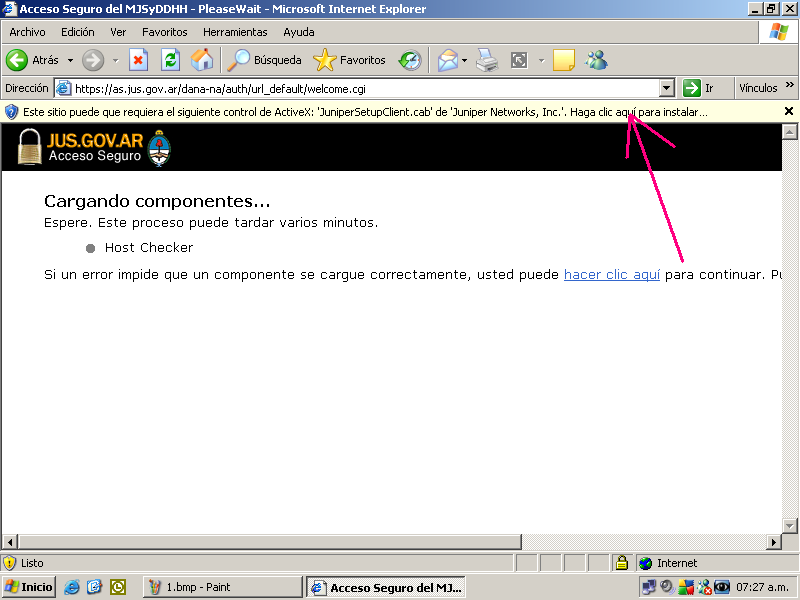 Acceso Seguro del MJSyDDHH - PleaseWait - Microsoft Internet Explorer
Archivo Edición Ver Favoritos Herramientas Ayuda
Atrás Búsqueda Favoritos
Dirección https://as.jus.gov.ar/dana-na/auth/url_default/welcome.cgi Ir Vínculos »
Este sitio puede que requiera el siguiente control de ActiveX: 'JuniperSetupClient.cab' de 'Juniper Networks, Inc.'. Haga clic aquí para instalar...
JUS.GOV.AR
Acceso Seguro
Cargando componentes...
Espere. Este proceso puede tardar varios minutos.
Host Checker
Si un error impide que un componente se cargue correctamente, usted puede hacer clic aquí para continuar.
Listo Internet
Inicio 1.bmp - Paint Acceso Seguro del MJ... 07:27 a.m.